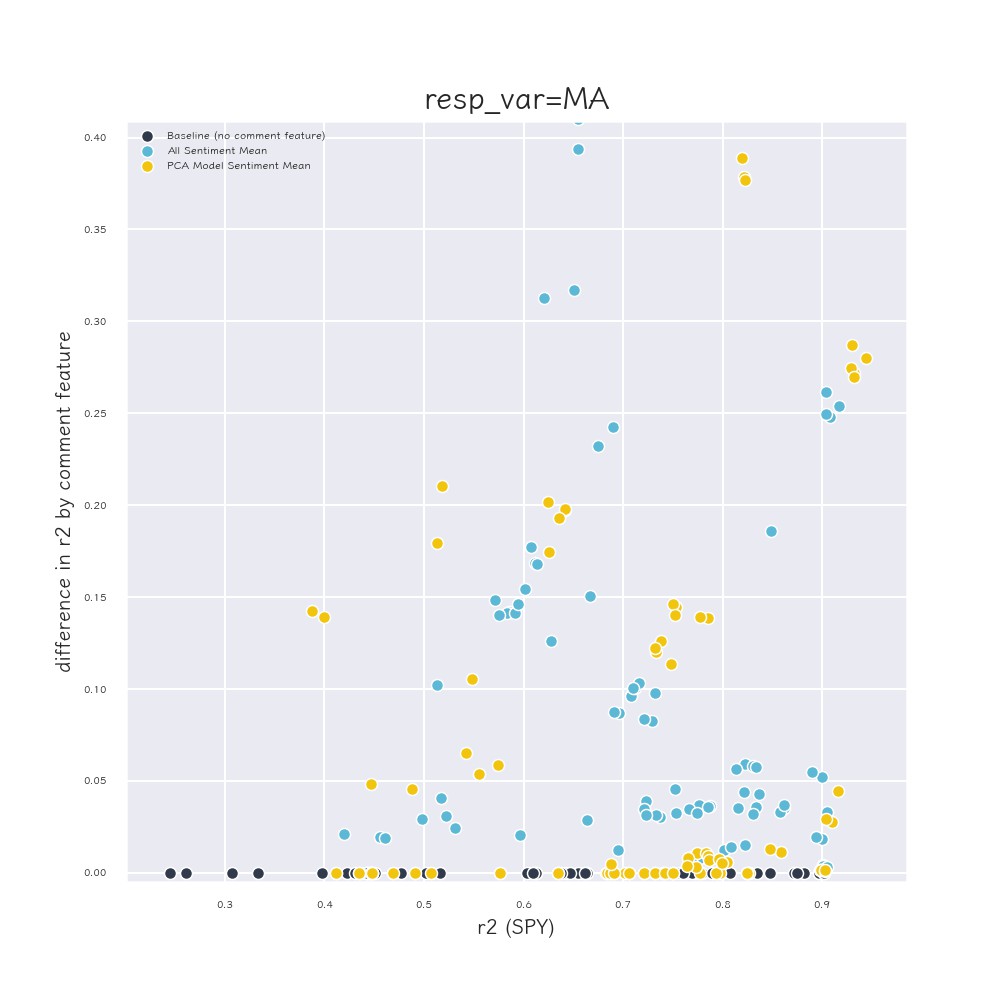 resp_var=MA
Baseline (no comment feature)
All Sentiment Mean
PCA Model Sentiment Mean
0.40
0.35
0.30
0.25
0.20
0.15
0.10
0.05
0.00
difference in r2 by comment feature
0.3 0.4 0.5 0.6 0.7 0.8 0.9
r2 (SPY)